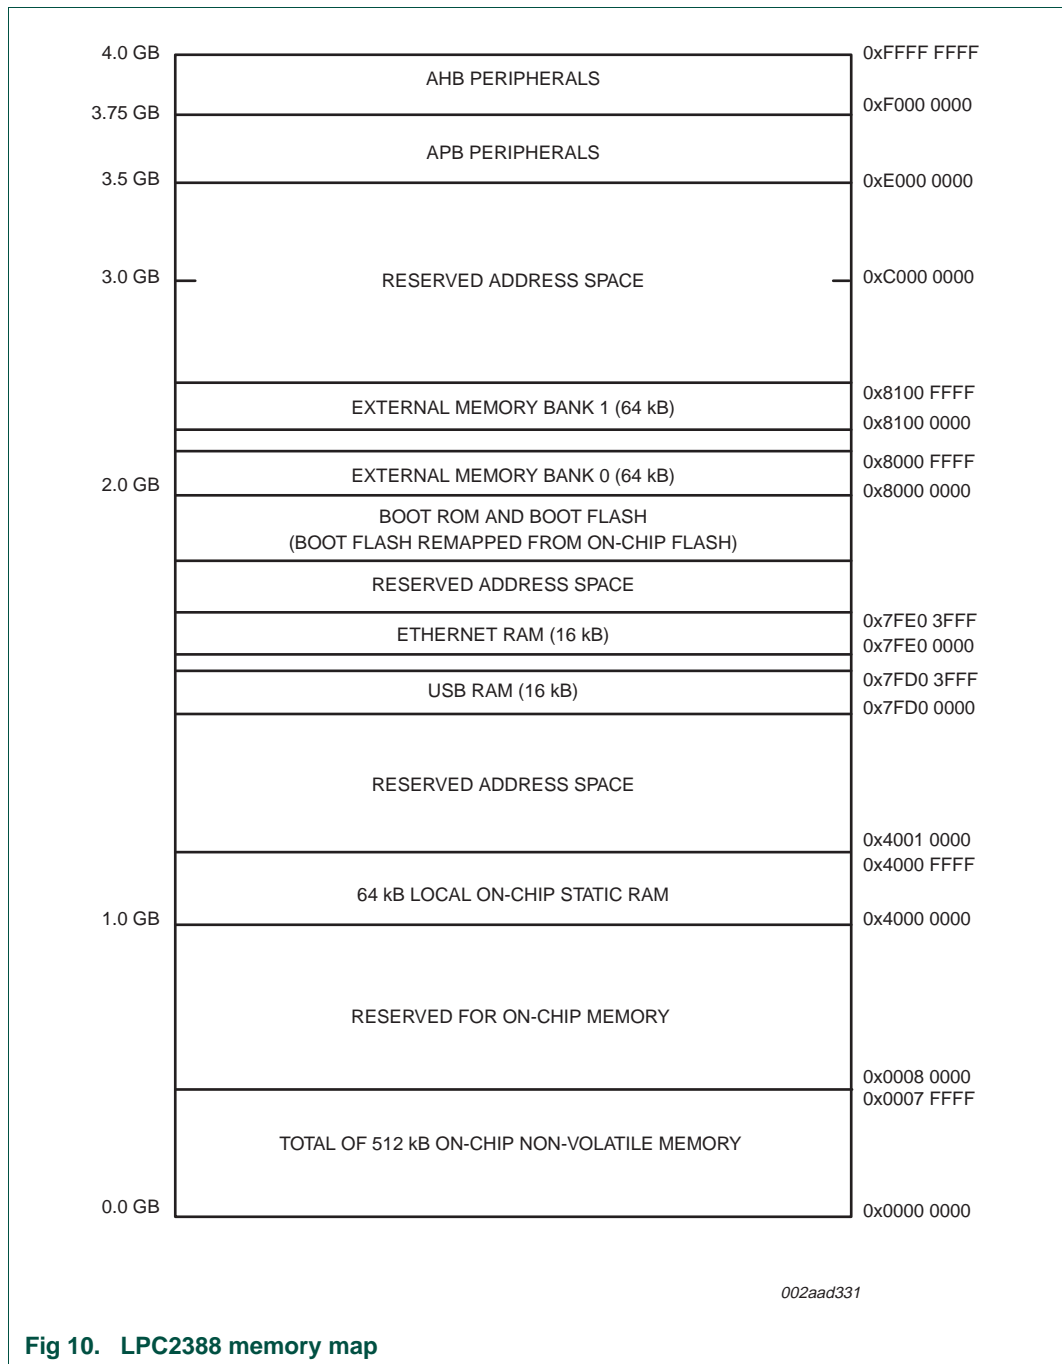 4.0 GB
0xFFFF FFFF
AHB PERIPHERALS
3.75 GB
0xF000 0000
APB PERIPHERALS
3.5 GB
0xE000 0000
3.0 GB
RESERVED ADDRESS SPACE
0xC000 0000
0x8100 FFFF
EXTERNAL MEMORY BANK 1 (64 kB)
0x8100 0000
0x8000 FFFF
EXTERNAL MEMORY BANK 0 (64 kB)
2.0 GB
0x8000 0000
BOOT ROM AND BOOT FLASH
(BOOT FLASH REMAPPED FROM ON-CHIP FLASH)
RESERVED ADDRESS SPACE
0x7FE0 3FFF
ETHERNET RAM (16 kB)
0x7FE0 0000
0x7FD0 3FFF
USB RAM (16 kB)
0x7FD0 0000
RESERVED ADDRESS SPACE
0x4001 0000
0x4000 FFFF
64 kB LOCAL ON-CHIP STATIC RAM
1.0 GB
0x4000 0000
RESERVED FOR ON-CHIP MEMORY
0x0008 0000
0x0007 FFFF
TOTAL OF 512 kB ON-CHIP NON-VOLATILE MEMORY
0.0 GB
0x0000 0000
002aad331
Fig 10. LPC2388 memory map